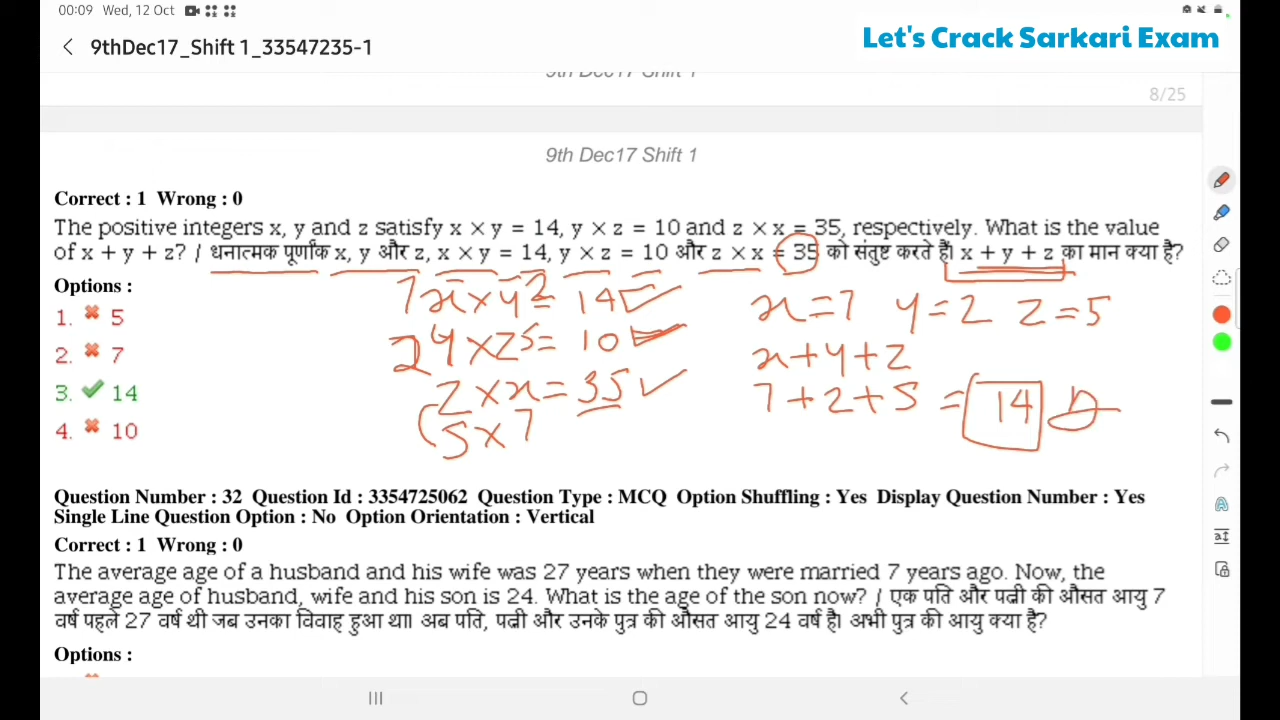 00:09 Wed, 12 Oct
Let's Crack Sarkari Exam
9thDec17_Shift 1_33547235-1
9th Dec17 Shift 1
8/25
9th Dec17 Shift 1
Correct : 1 Wrong : 0
The positive integers x, y and z satisfy x × y = 14, y × z = 10 and z × x = 35, respectively. What is the value
of x + y + z? / धनात्मक पूर्णांक x, y और z, x × y = 14, y × z = 10 और z × x = 35 को संतुष्ट करते हैं। x + y + z का मान क्या है?
Options :
1. 5
2. 7
3. 14
4. 10
7 x × y 2 = 14
2 y × z 5 = 10
z × x = 35
5 × 7
x = 7 y = 2 z = 5
x + y + z
7 + 2 + 5 = 14
Question Number : 32 Question Id : 3354725062 Question Type : MCQ Option Shuffling : Yes Display Question Number : Yes
Single Line Question Option : No Option Orientation : Vertical
Correct : 1 Wrong : 0
The average age of a husband and his wife was 27 years when they were married 7 years ago. Now, the
average age of husband, wife and his son is 24. What is the age of the son now? / एक पति और पत्नी की औसत आयु 7
वर्ष पहले 27 वर्ष थी जब उनका विवाह हुआ था। अब पति, पत्नी और उनके पुत्र की औसत आयु 24 वर्ष है। अभी पुत्र की आयु क्या है?
Options :